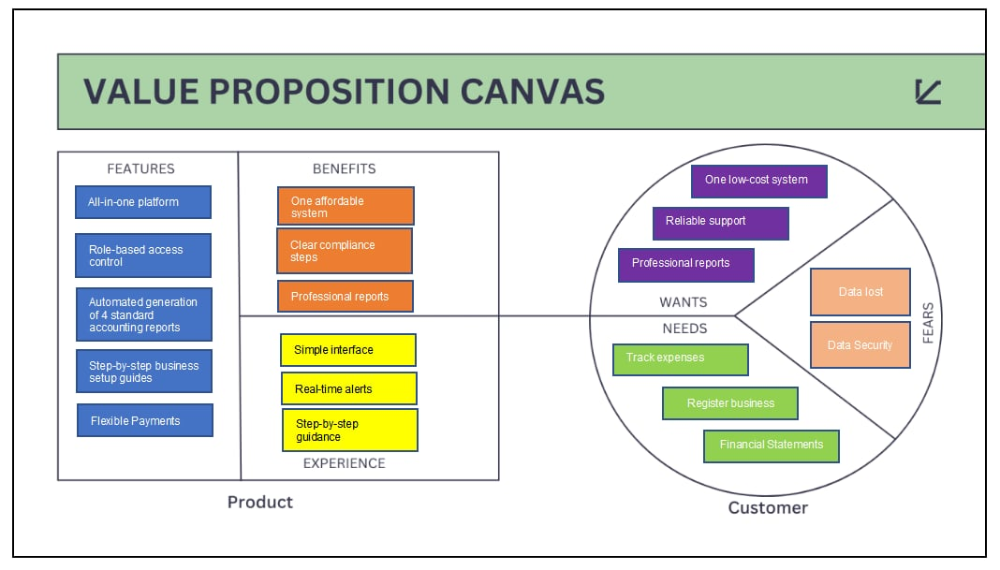 VALUE PROPOSITION CANVAS
FEATURES
All-in-one platform
Role-based access
control
Automated generation
of 4 standard
accounting reports
Step-by-step business
setup guides
Flexible Payments
BENEFITS
One affordable
system
Clear compliance
steps
Professional reports
Simple interface
Real-time alerts
Step-by-step
guidance
EXPERIENCE
Product
One low-cost system
Reliable support
Professional reports
WANTS
NEEDS
Track expenses
Register business
Financial Statements
Data lost
Data Security
FEARS
Customer